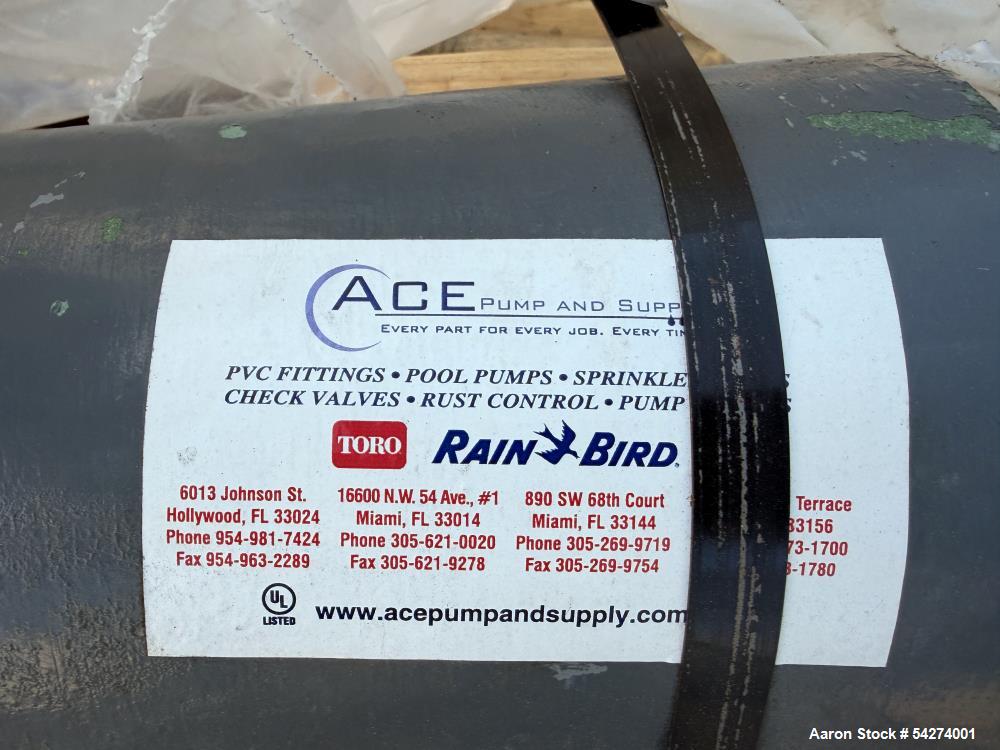 ACE PUMP AND SUPP
EVERY PART FOR EVERY JOB. EVERY
PVC FITTINGS • POOL PUMPS • SPRINKLE
CHECK VALVES • RUST CONTROL • PUMP
TORO RAIN BIRD
6013 Johnson St.
Hollywood, FL 33024
Phone 954-981-7424
Fax 954-963-2289
16600 N.W. 54 Ave., #1
Miami, FL 33014
Phone 305-621-0020
Fax 305-621-9278
890 SW 68th Court
Miami, FL 33144
Phone 305-269-9719
Fax 305-269-9754
Terrace
33156
73-1700
-1780
UL
LISTED
www.acepumpandsupply.com
Aaron Stock # 54274001